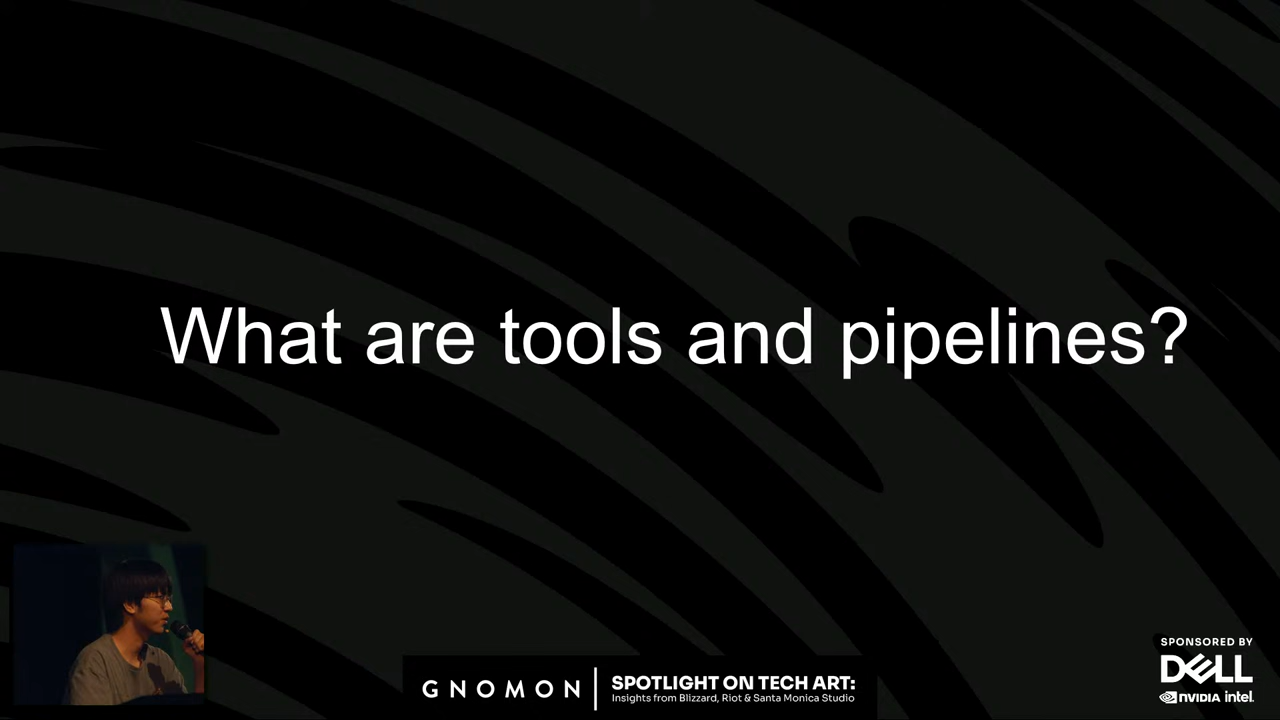 What are tools and pipelines?
GNOMON
SPOTLIGHT ON TECH ART:
Insights from Blizzard, Riot & Santa Monica Studio
SPONSORED BY
DELL
NVIDIA intel.